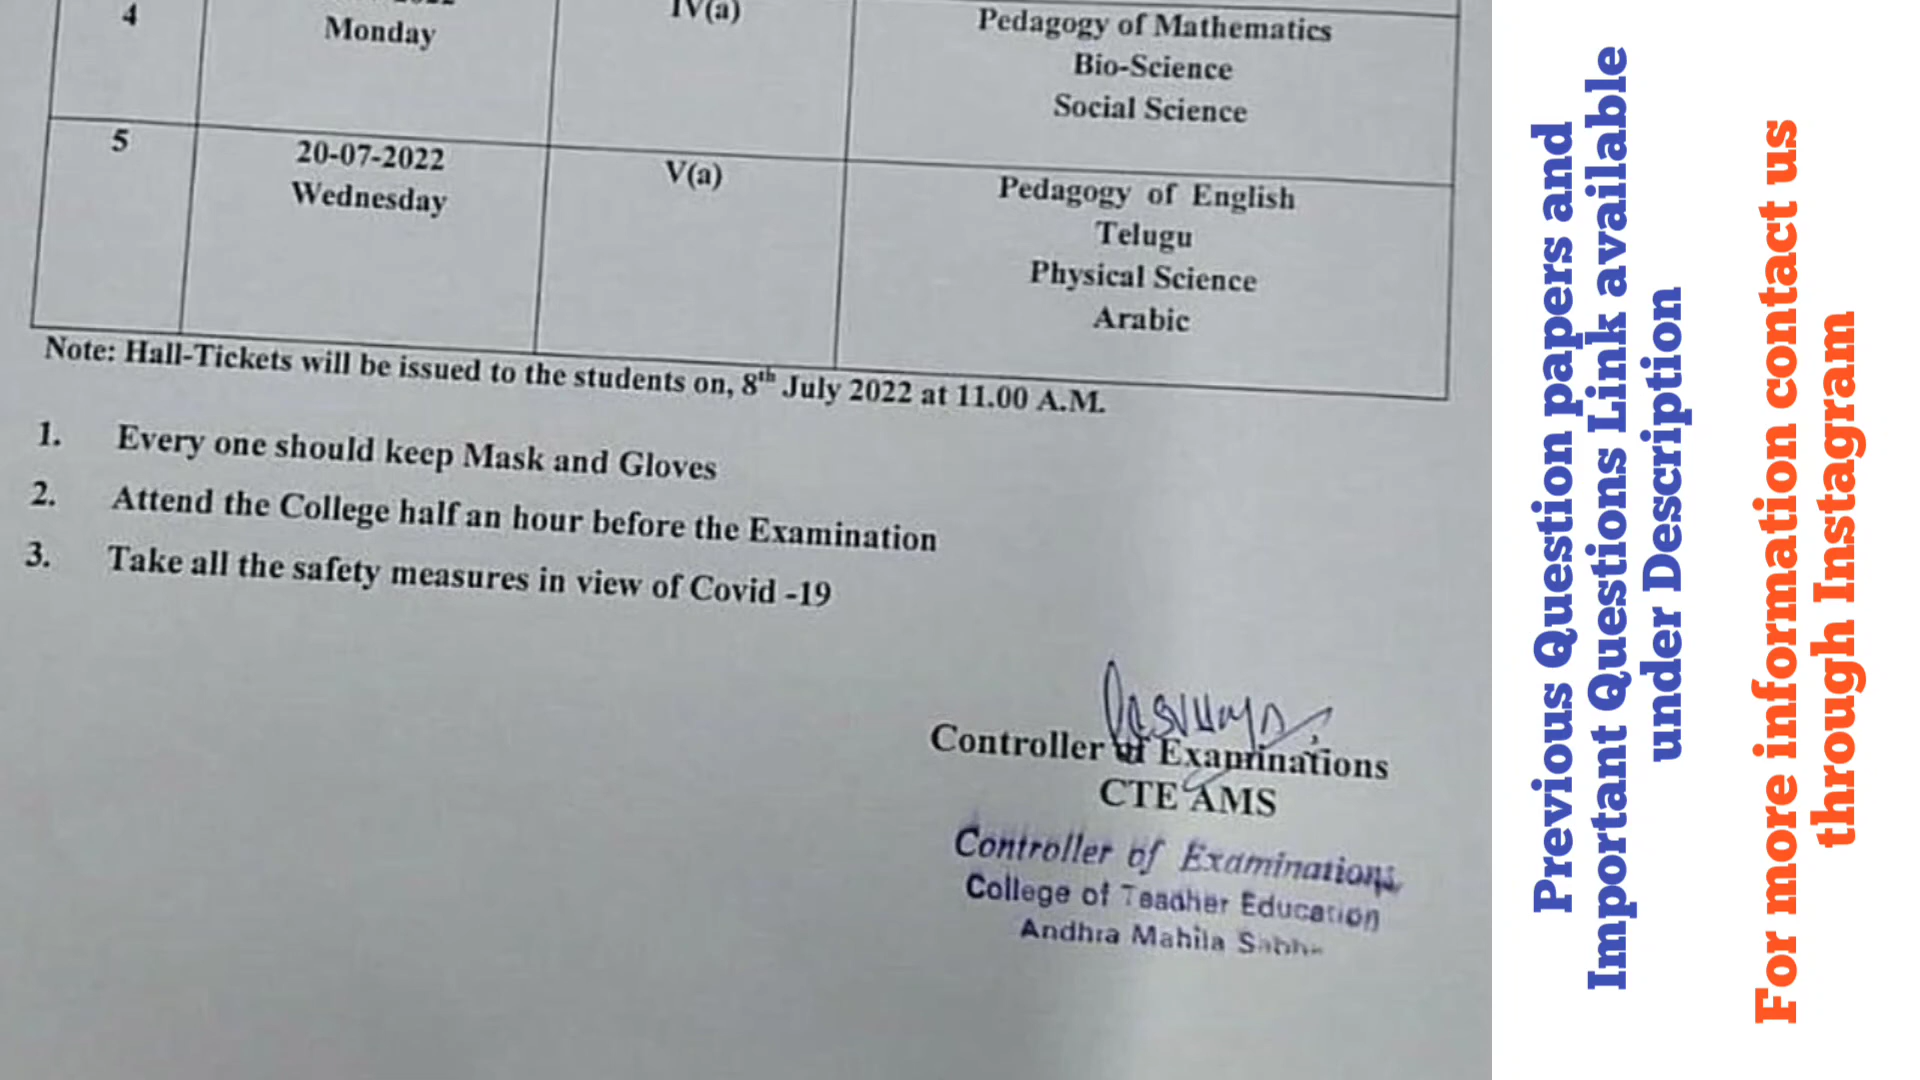 4
Monday
IV(a)
Pedagogy of Mathematics
Bio-Science
Social Science
5
20-07-2022
Wednesday
V(a)
Pedagogy of English
Telugu
Physical Science
Arabic
Note: Hall-Tickets will be issued to the students on, 8th July 2022 at 11.00 A.M.
1. Every one should keep Mask and Gloves
2. Attend the College half an hour before the Examination
3. Take all the safety measures in view of Covid -19
Controller of Examinations
CTE AMS
Controller of Examinations
College of Teacher Education
Andhra Mahila Sabha
Previous Question papers and
Important Questions Link available
under Description
For more information contact us
through Instagram